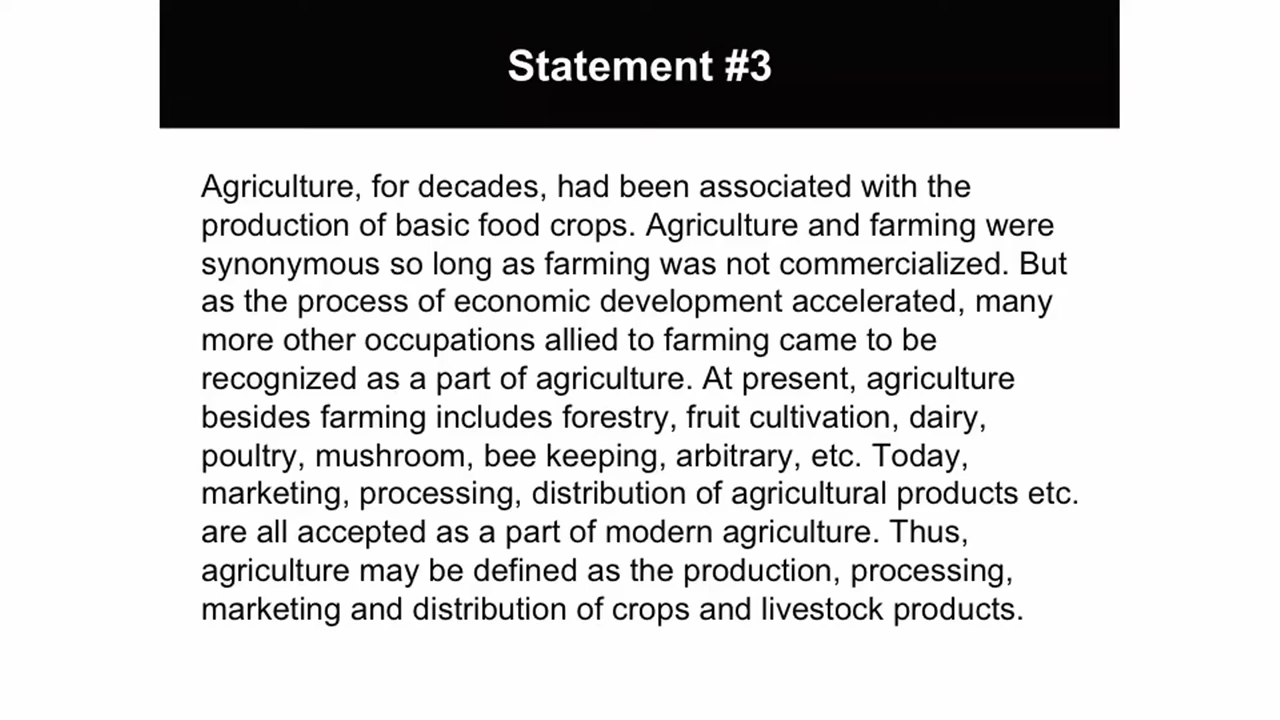 Statement #3
Agriculture, for decades, had been associated with the
production of basic food crops. Agriculture and farming were
synonymous so long as farming was not commercialized. But
as the process of economic development accelerated, many
more other occupations allied to farming came to be
recognized as a part of agriculture. At present, agriculture
besides farming includes forestry, fruit cultivation, dairy,
poultry, mushroom, bee keeping, arbitrary, etc. Today,
marketing, processing, distribution of agricultural products etc.
are all accepted as a part of modern agriculture. Thus,
agriculture may be defined as the production, processing,
marketing and distribution of crops and livestock products.